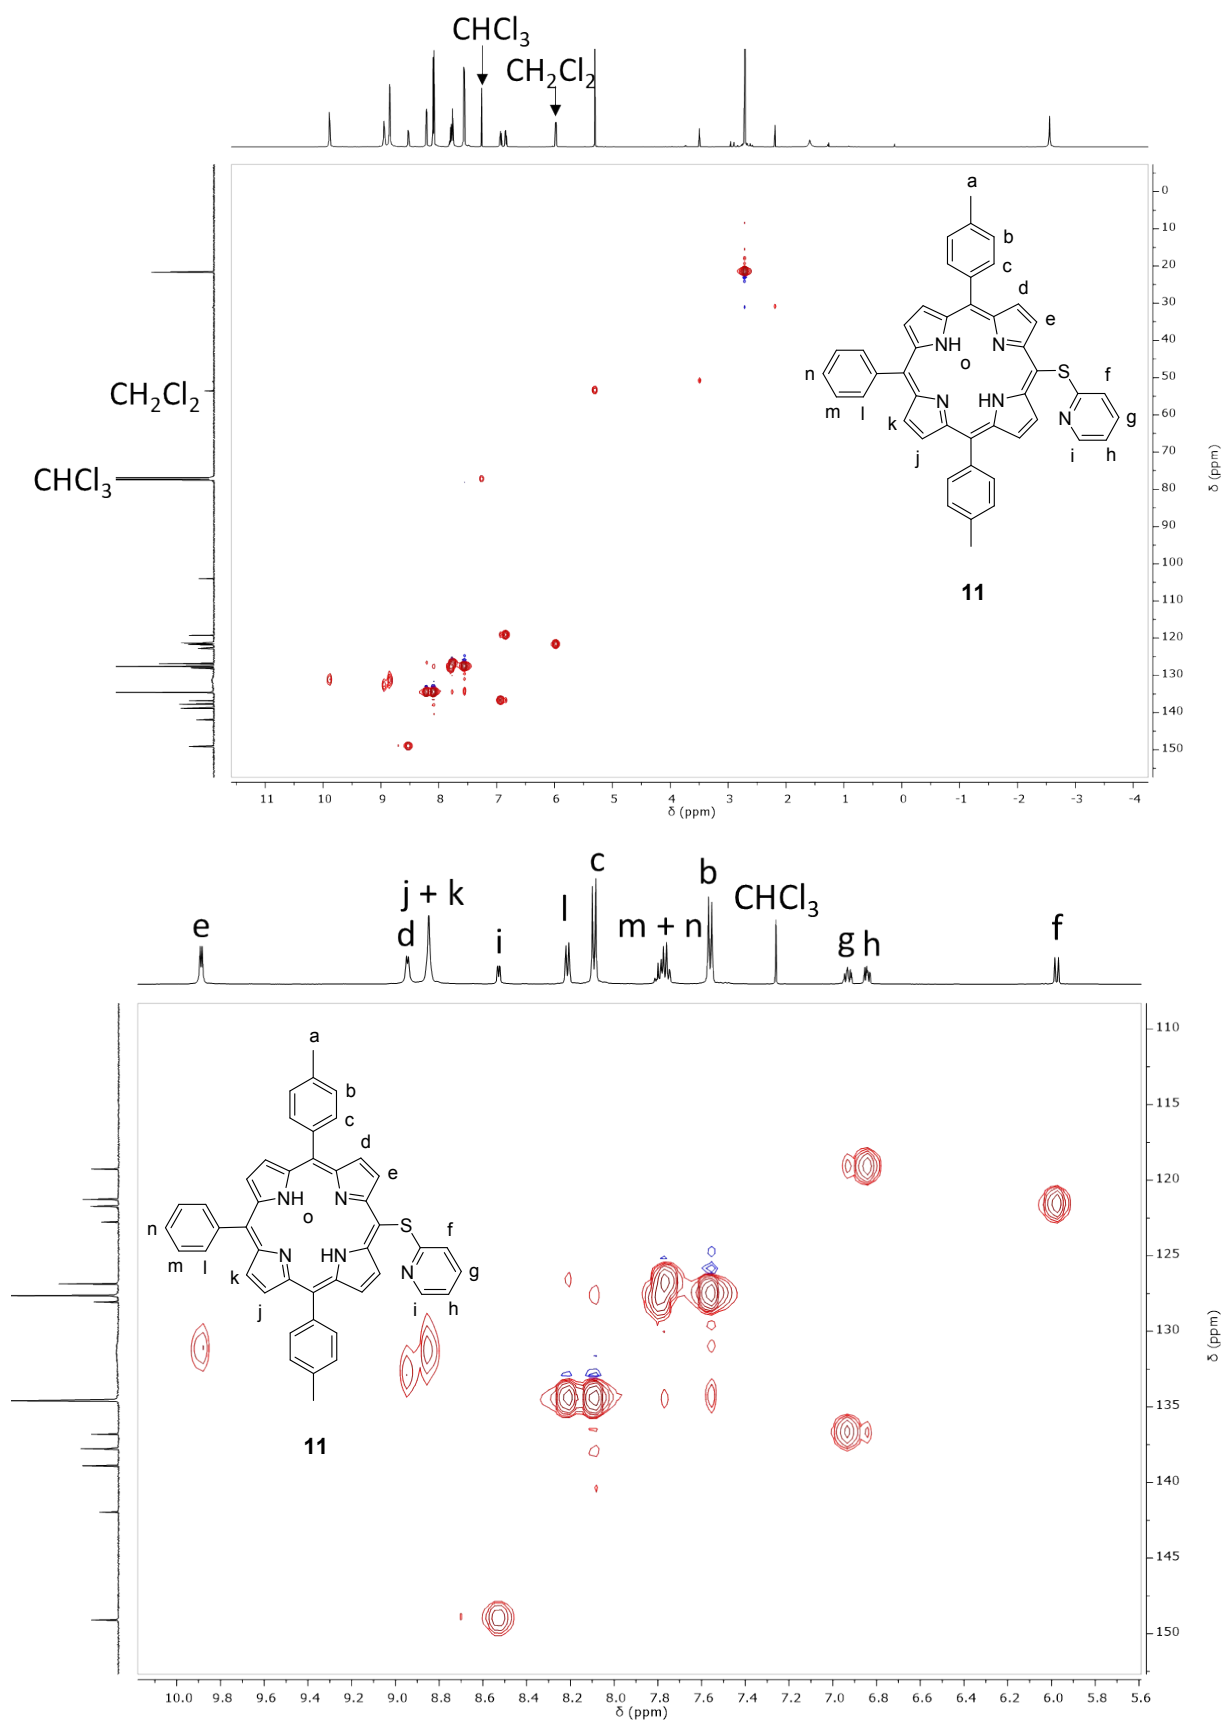 CHCl3
CH2Cl2
a
b
c
d
e
NH
N
o
S
f
n
N
HN
N
g
m
l
k
i
h
j
11
CH2Cl2
CHCl3
0
10
20
30
40
50
60
70
80
90
100
110
120
130
140
150
δ (ppm)
11 10 9 8 7 6 5 4 3 2 1 0 -1 -2 -3 -4
δ (ppm)
c
j + k
b
CHCl3
e
d
i
l
m + n
g
h
f
a
b
c
d
e
NH
N
o
S
f
n
N
HN
N
g
m
l
k
i
h
j
11
110
115
120
125
130
135
140
145
150
δ (ppm)
10.0 9.8 9.6 9.4 9.2 9.0 8.8 8.6 8.4 8.2 8.0 7.8 7.6 7.4 7.2 7.0 6.8 6.6 6.4 6.2 6.0 5.8 5.6
δ (ppm)